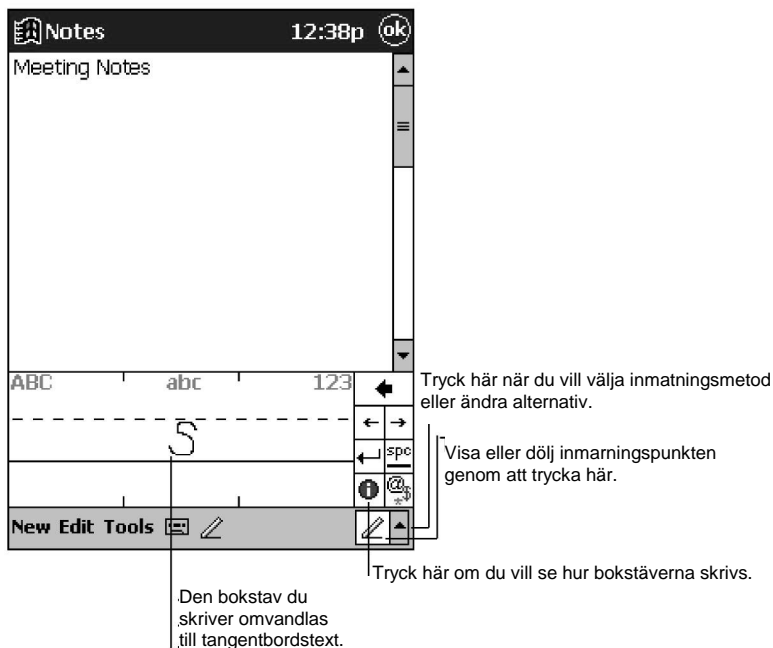 Notes 12:38p ok
Meeting Notes
ABC abc 123
S
spc
@$*
New Edit Tools
Tryck här när du vill välja inmatningsmetod
eller ändra alternativ.
Visa eller dölj inmarningspunkten
genom att trycka här.
Tryck här om du vill se hur bokstäverna skrivs.
Den bokstav du
skriver omvandlas
till tangentbordstext.